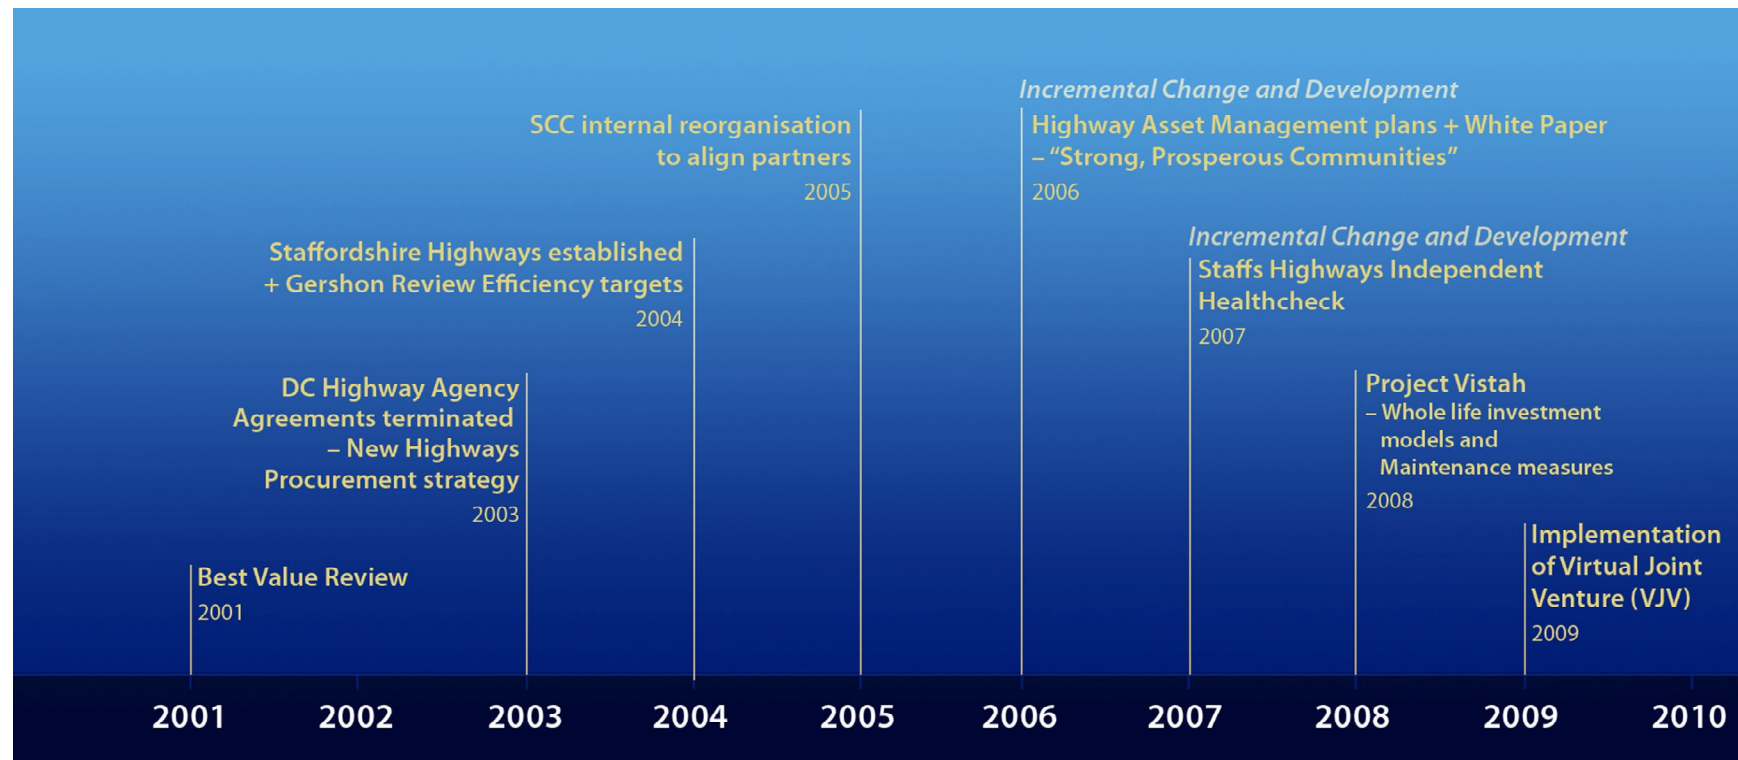 Incremental Change and Development
SCC internal reorganisation
to align partners
2005
Highway Asset Management plans + White Paper
– “Strong, Prosperous Communities”
2006
Staffordshire Highways established
+ Gershon Review Efficiency targets
2004
Incremental Change and Development
Staffs Highways Independent
Healthcheck
2007
DC Highway Agency
Agreements terminated
– New Highways
Procurement strategy
2003
Project Vistah
– Whole life investment
models and
Maintenance measures
2008
Best Value Review
2001
Implementation
of Virtual Joint
Venture (VJV)
2009
2001 2002 2003 2004 2005 2006 2007 2008 2009 2010